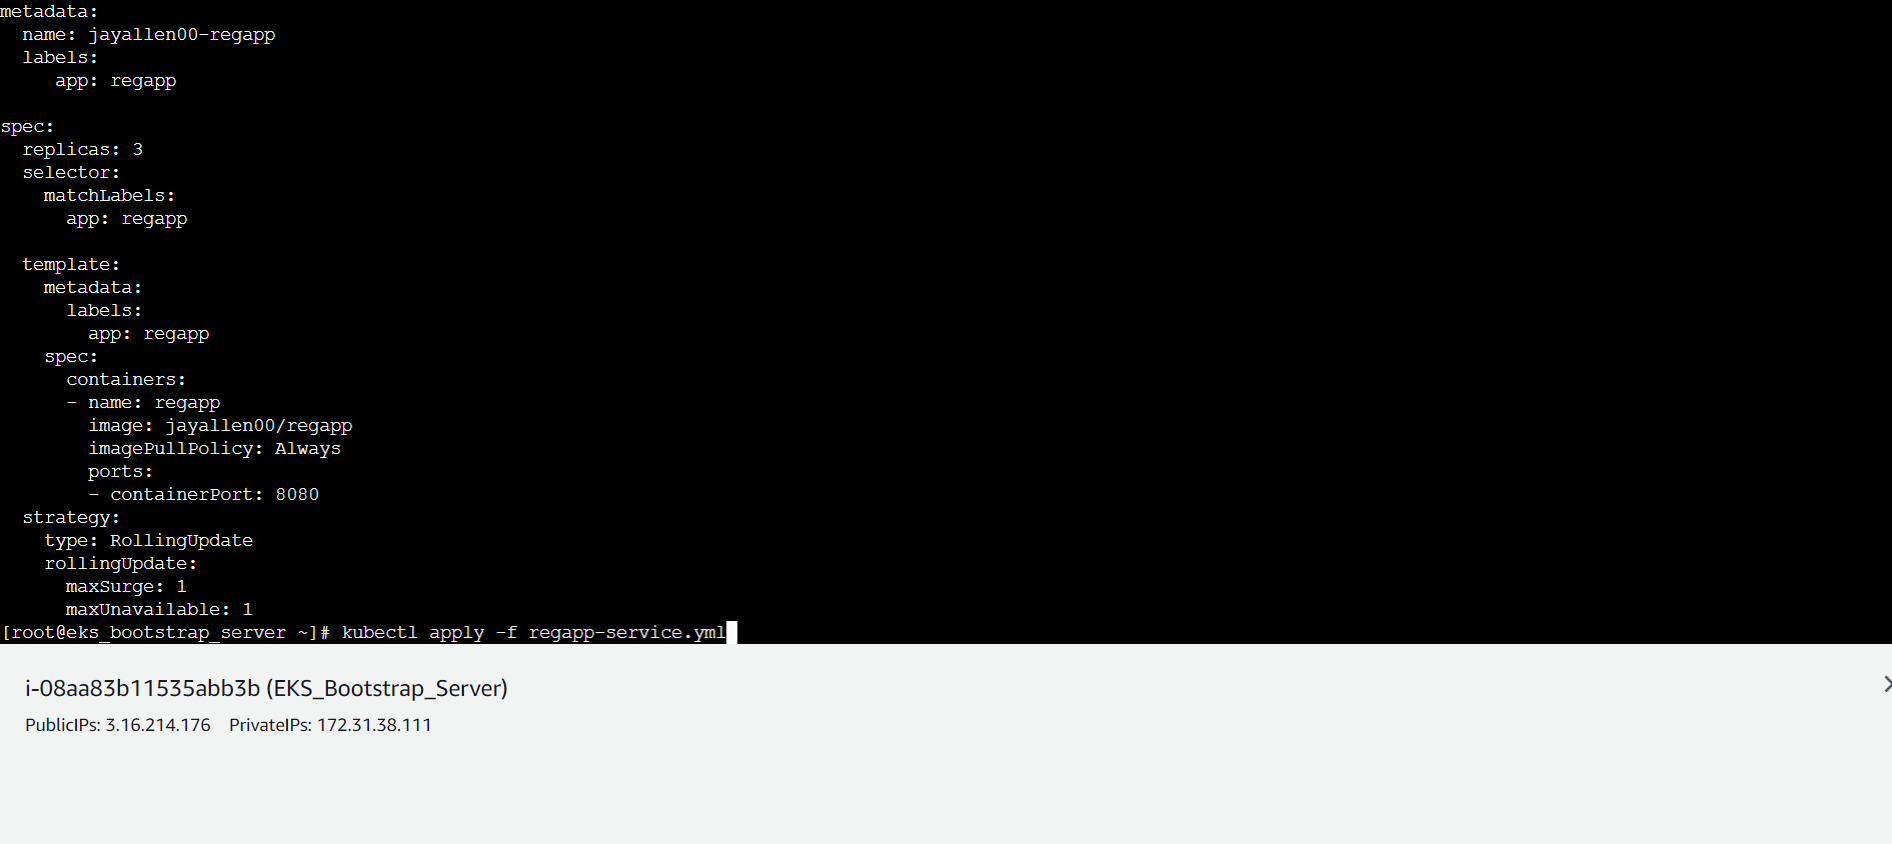 metadata:
  name: jayallen00-regapp
  labels:
     app: regapp
spec:
  replicas: 3
  selector:
    matchLabels:
      app: regapp
  template:
    metadata:
      labels:
        app: regapp
    spec:
      containers:
      - name: regapp
        image: jayallen00/regapp
        imagePullPolicy: Always
        ports:
        - containerPort: 8080
  strategy:
    type: RollingUpdate
    rollingUpdate:
      maxSurge: 1
      maxUnavailable: 1
[root@eks_bootstrap_server ~]# kubectl apply -f regapp-service.yml
i-08aa83b11535abb3b (EKS_Bootstrap_Server)
PublicIPs: 3.16.214.176 PrivateIPs: 172.31.38.111